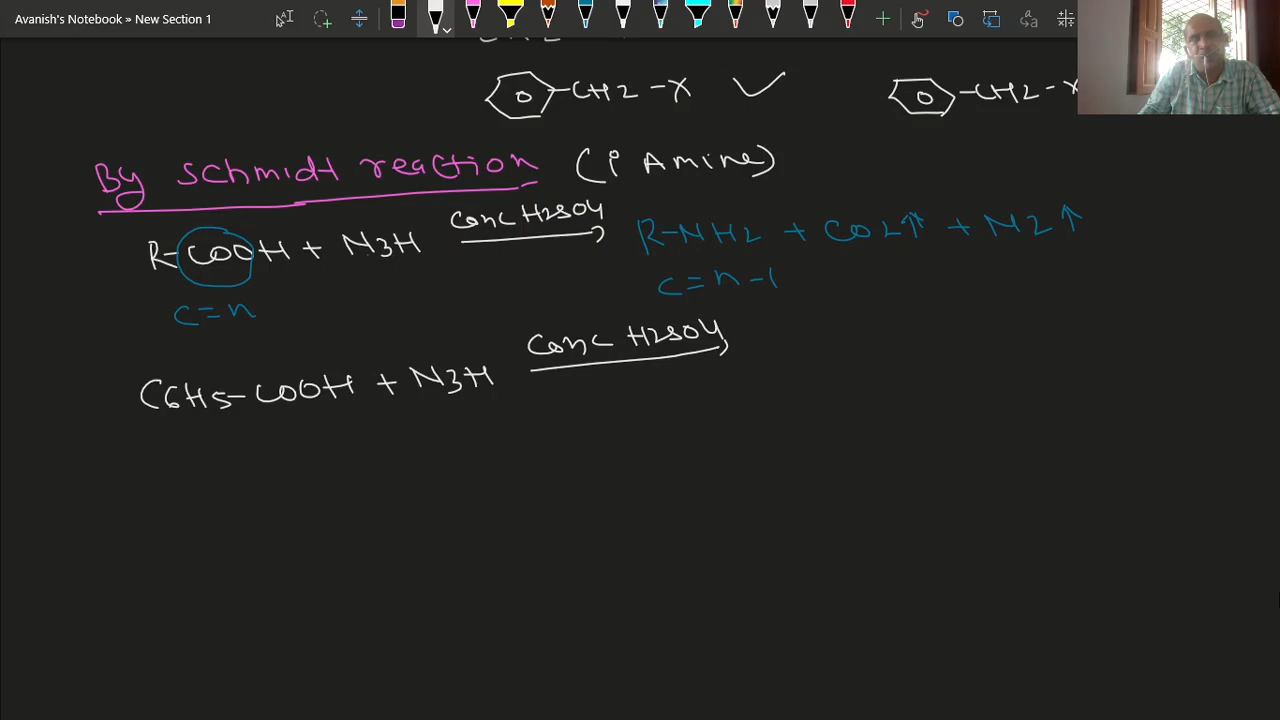 Avanish's Notebook » New Section 1
-CH2-X
-CH2-X
By Schmidt reaction (1° Amine)
R-COOH + N3H Conc H2SO4 R-NH2 + CO2↑ + N2↑
C=n C=n-1
C6H5-COOH + N3H Conc H2SO4